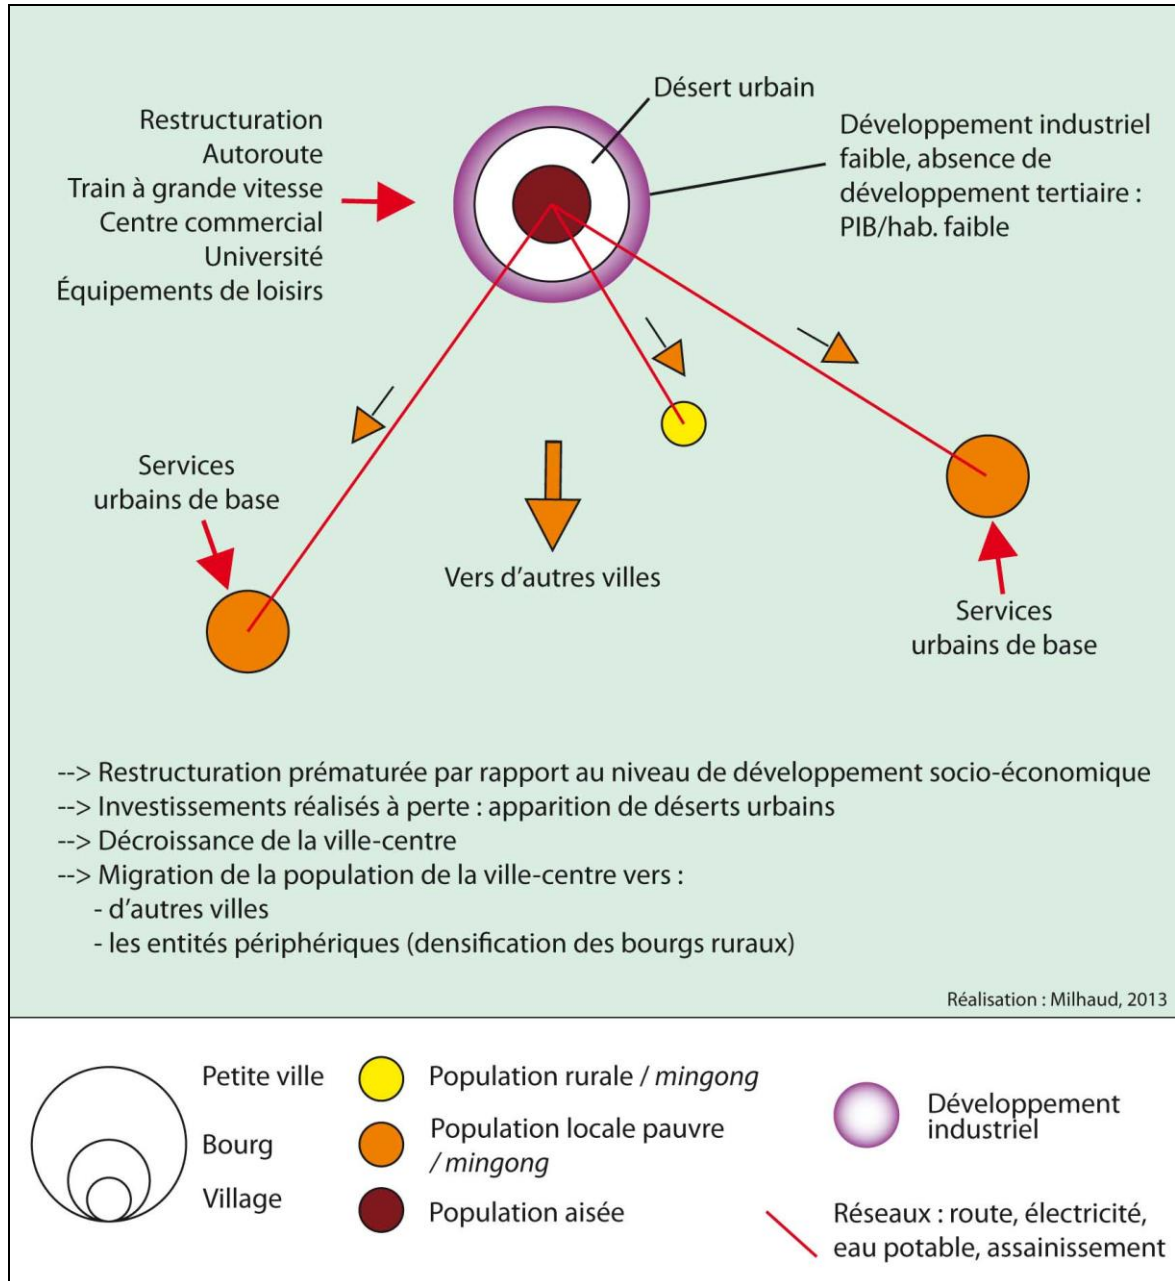 Désert urbain
Restructuration
Autoroute
Train à grande vitesse
Centre commercial
Université
Équipements de loisirs
Développement industriel
faible, absence de
développement tertiaire :
PIB/hab. faible
Services
urbains de base
Vers d'autres villes
Services
urbains de base
--> Restructuration prématurée par rapport au niveau de développement socio-économique
--> Investissements réalisés à perte : apparition de déserts urbains
--> Décroissance de la ville-centre
--> Migration de la population de la ville-centre vers :
- d'autres villes
- les entités périphériques (densification des bourgs ruraux)
Réalisation : Milhaud, 2013
Petite ville
Bourg
Village
Population rurale / mingong
Population locale pauvre
/ mingong
Population aisée
Développement
industriel
Réseaux : route, électricité,
eau potable, assainissement